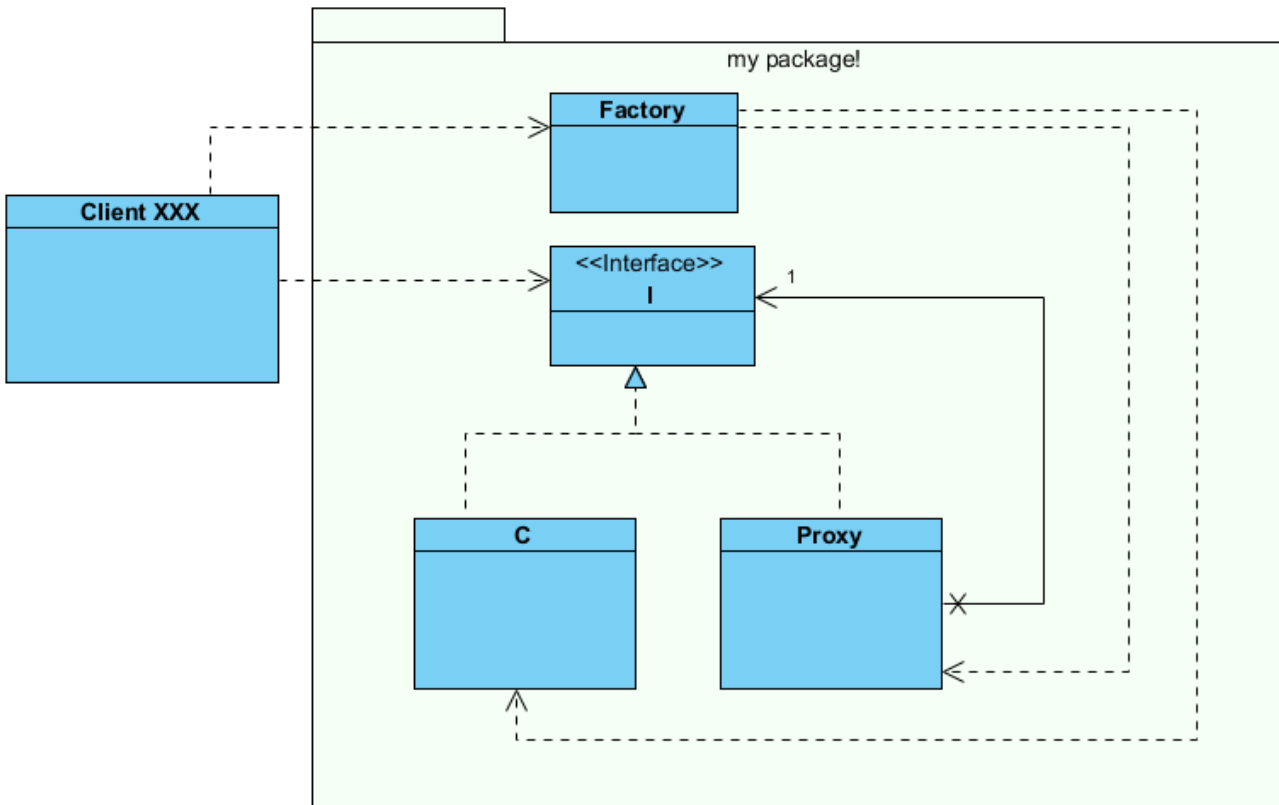 my package!
Factory
Client XXX
<<Interface>>
I
1
C
Proxy